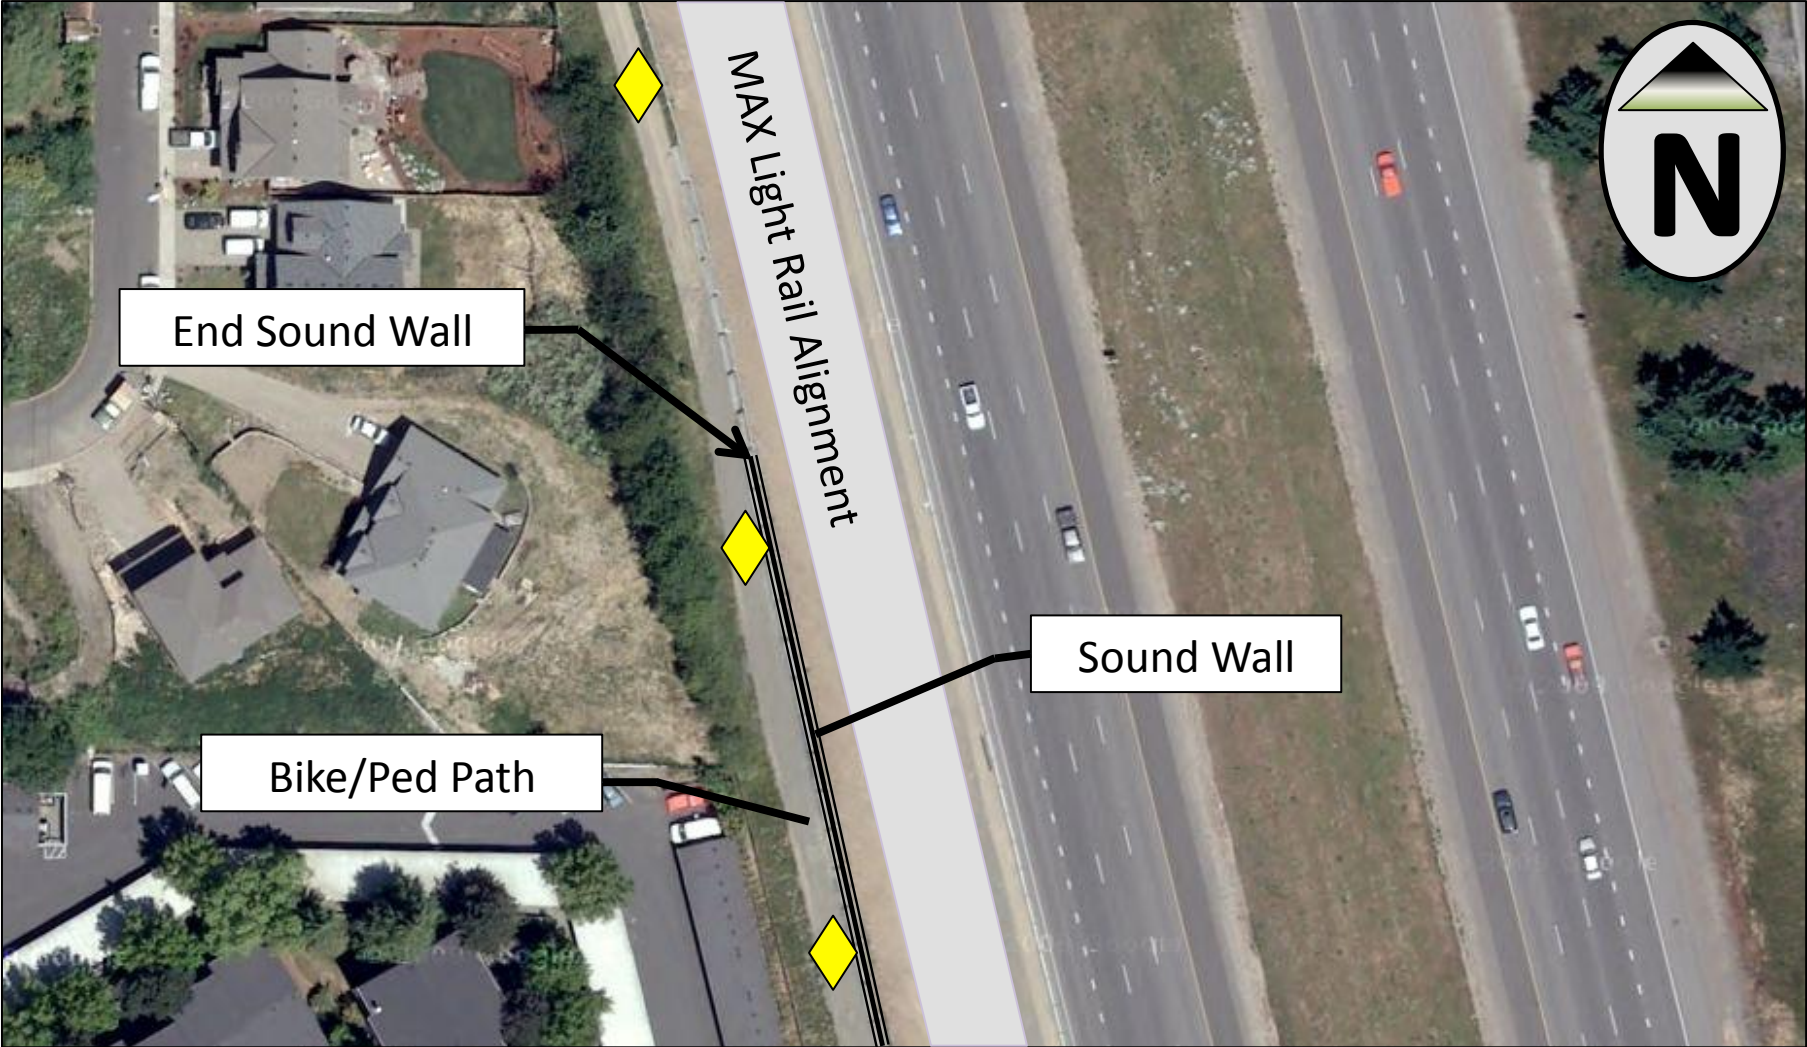 MAX Light Rail Alignment
N
End Sound Wall
Sound Wall
Bike/Ped Path